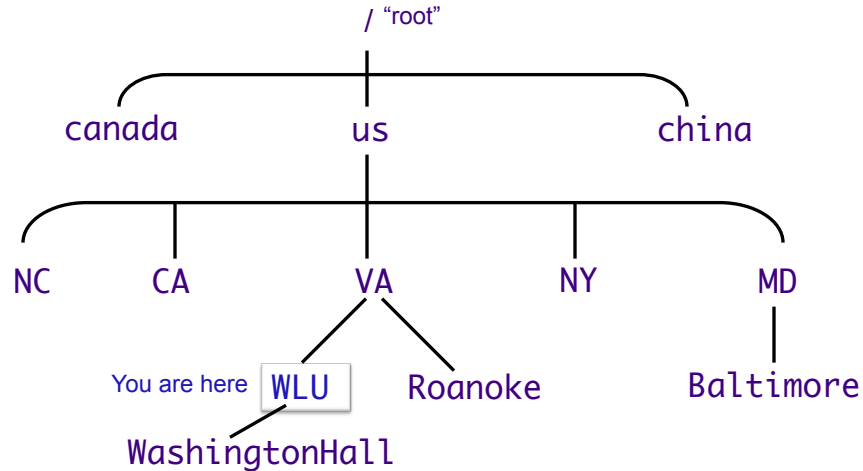 / “root”
canada us china
NC CA VA NY MD
You are here WLU Roanoke Baltimore
WashingtonHall